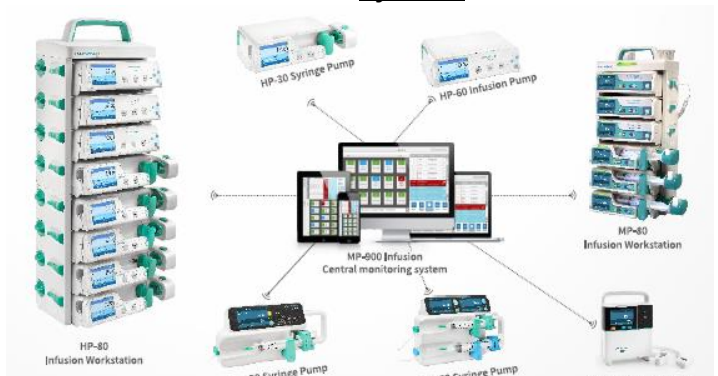 HP-30 Syringe Pump
HP-60 Infusion Pump
MP-900 Infusion
Central monitoring system
MP-80
Infusion Workstation
HP-80
Infusion Workstation
Syringe Pump
Syringe Pump